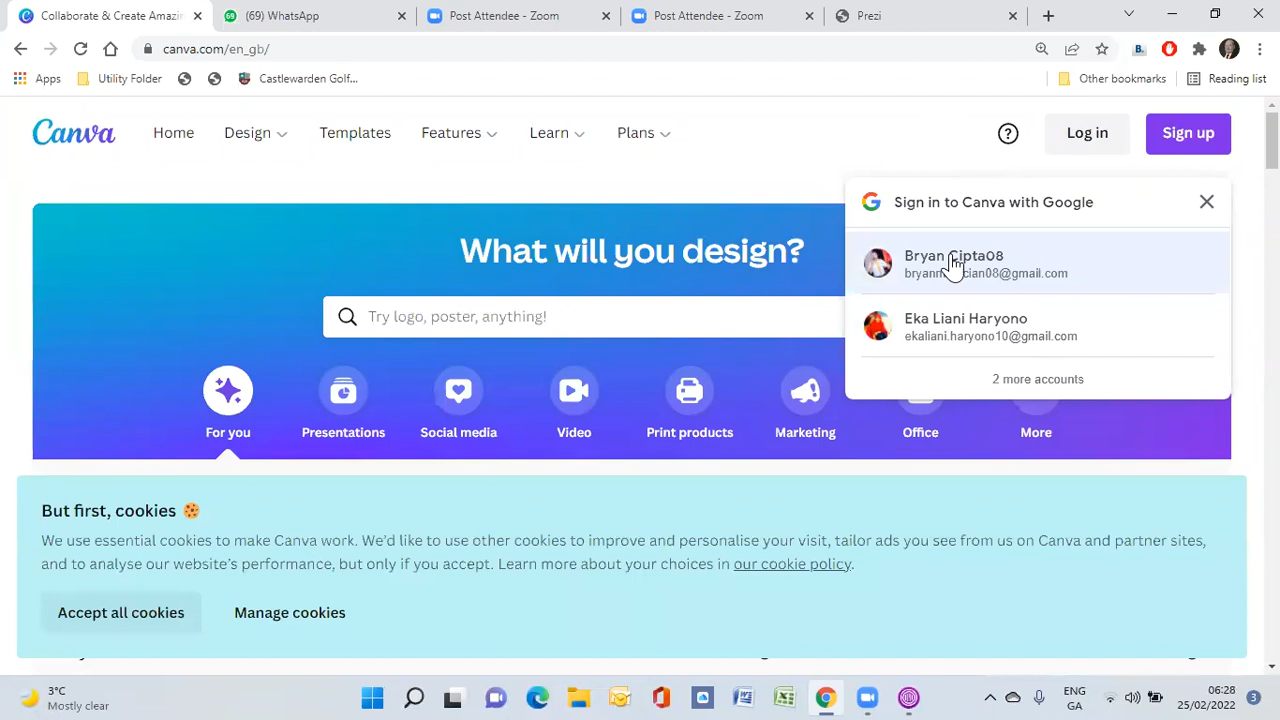 Collaborate & Create Amazin
(69) WhatsApp
Post Attendee - Zoom
Post Attendee - Zoom
Prezi
canva.com/en_gb/
Apps
Utility Folder
Castlewarden Golf...
Other bookmarks
Reading list
Canva
Home
Design
Templates
Features
Learn
Plans
Log in
Sign up
Sign in to Canva with Google
Bryan Cipta08
Eka Liani Haryono
ekaliani.haryono10@gmail.com
2 more accounts
What will you design?
Try logo, poster, anything!
For you
Presentations
Social media
Video
Print products
Marketing
Office
More
But first, cookies
We use essential cookies to make Canva work. We'd like to use other cookies to improve and personalise your visit, tailor ads you see from us on Canva and partner sites,
and to analyse our website's performance, but only if you accept. Learn more about your choices in our cookie policy.
Accept all cookies
Manage cookies
3°C
Mostly clear
ENG
GA
06:28
25/02/2022
3